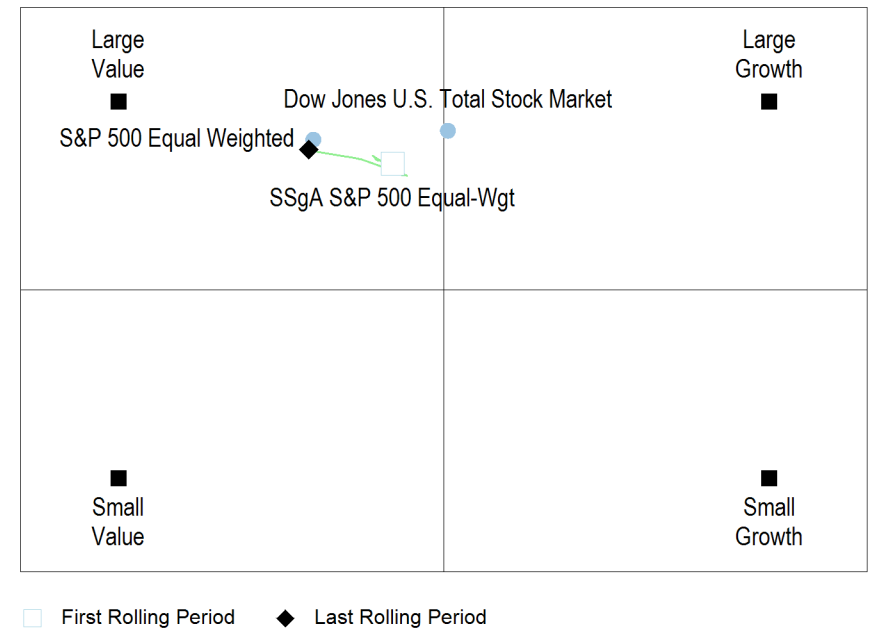 Large
Value
Large
Growth
Dow Jones U.S. Total Stock Market
S&P 500 Equal Weighted
SSgA S&P 500 Equal-Wgt
Small
Value
Small
Growth
First Rolling Period
Last Rolling Period